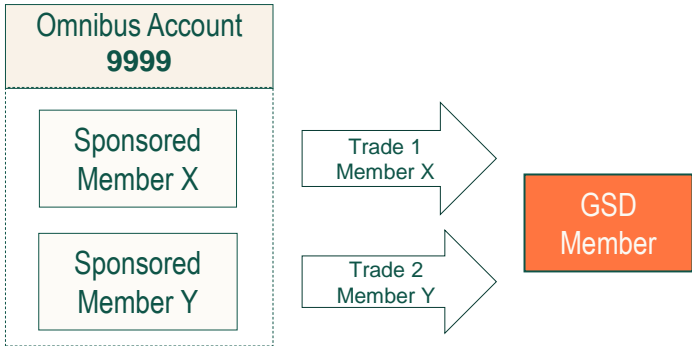 Omnibus Account
9999
Sponsored
Member X
Trade 1
Member X
GSD
Member
Sponsored
Member Y
Trade 2
Member Y